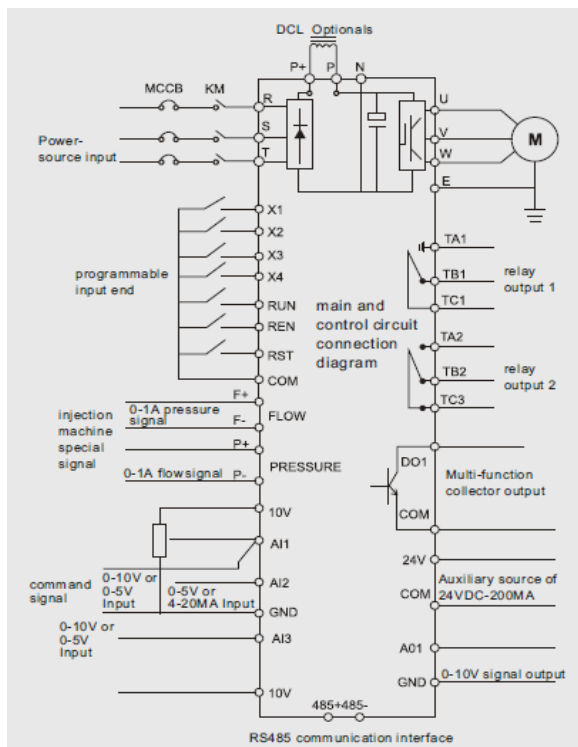 DCL Optionals
P+ P N
MCCB KM
R
S
T
Power-
source input
U
V
W
M
E
X1
X2
X3
X4
RUN
REN
RST
COM
programmable
input end
main and
control circuit
connection
diagram
TA1
TB1
TC1
relay
output 1
TA2
TB2
TC3
relay
output 2
injection
machine
special
signal
F+
0-1A pressure
signal
F-
FLOW
P+
0-1A flowsignal
P-
PRESSURE
DO1
COM
Multi-function
collector output
10V
AI1
AI2
GND
AI3
10V
command
signal
0-10V or
0-5V
Input
0-5V or
4-20MA Input
0-10V or
0-5V
Input
24V
COM
Auxiliary source of
24VDC-200MA
A01
GND
0-10V signal output
485+485-
RS485 communication interface